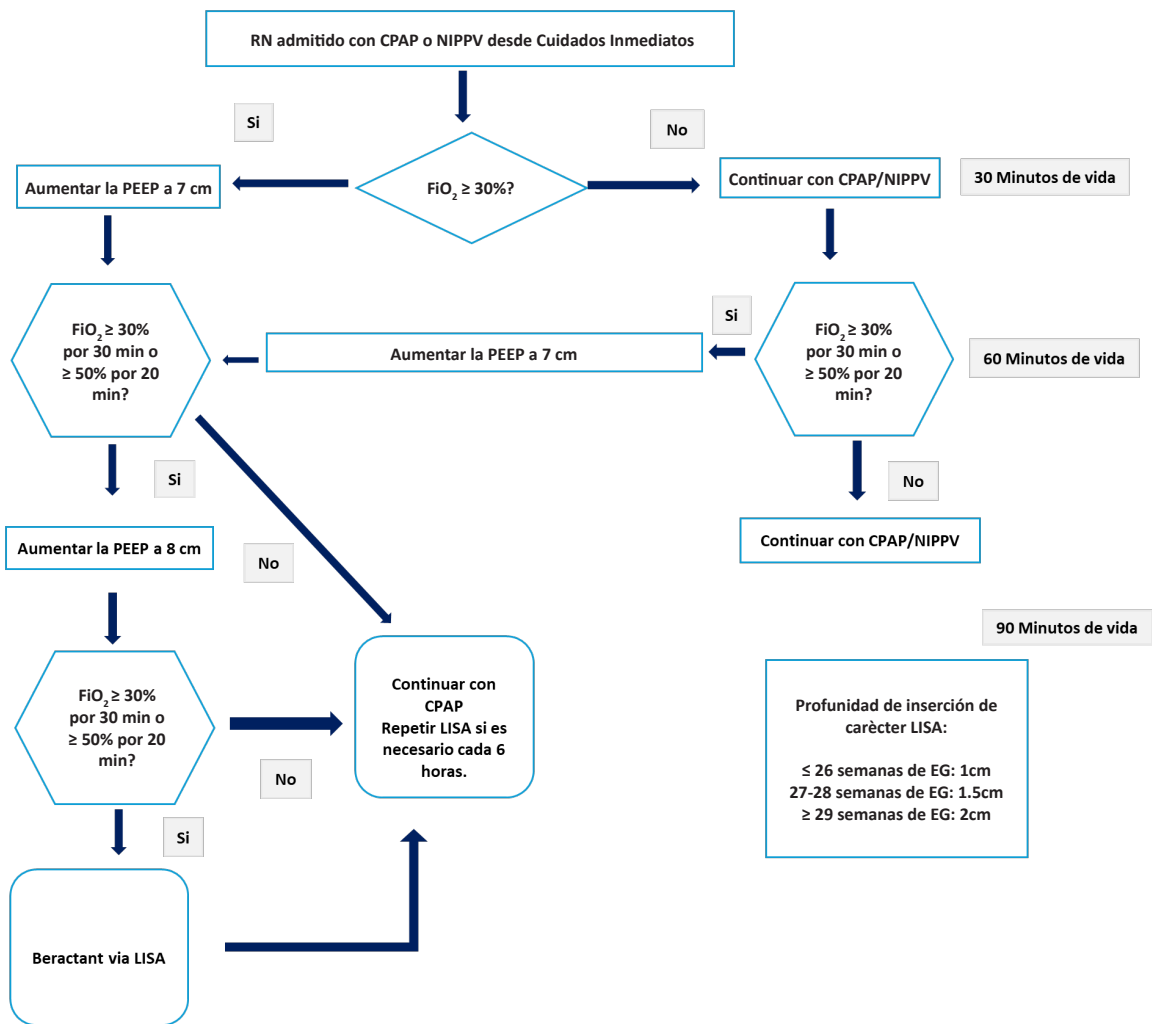 RN admitido con CPAP o NIPPV desde Cuidados Inmediatos
Si
No
Aumentar la PEEP a 7 cm
FiO₂ ≥ 30%?
Continuar con CPAP/NIPPV
30 Minutos de vida
FiO₂ ≥ 30%
por 30 min o
≥ 50% por 20
min?
Aumentar la PEEP a 7 cm
Si
FiO₂ ≥ 30%
por 30 min o
≥ 50% por 20
min?
60 Minutos de vida
Si
No
Aumentar la PEEP a 8 cm
No
Continuar con CPAP/NIPPV
90 Minutos de vida
FiO₂ ≥ 30%
por 30 min o
≥ 50% por 20
min?
No
Continuar con
CPAP
Repetir LISA si es
necesario cada 6
horas.
Profunidad de inserción de
carècter LISA:
≤ 26 semanas de EG: 1cm
27-28 semanas de EG: 1.5cm
≥ 29 semanas de EG: 2cm
Si
Beractant via LISA